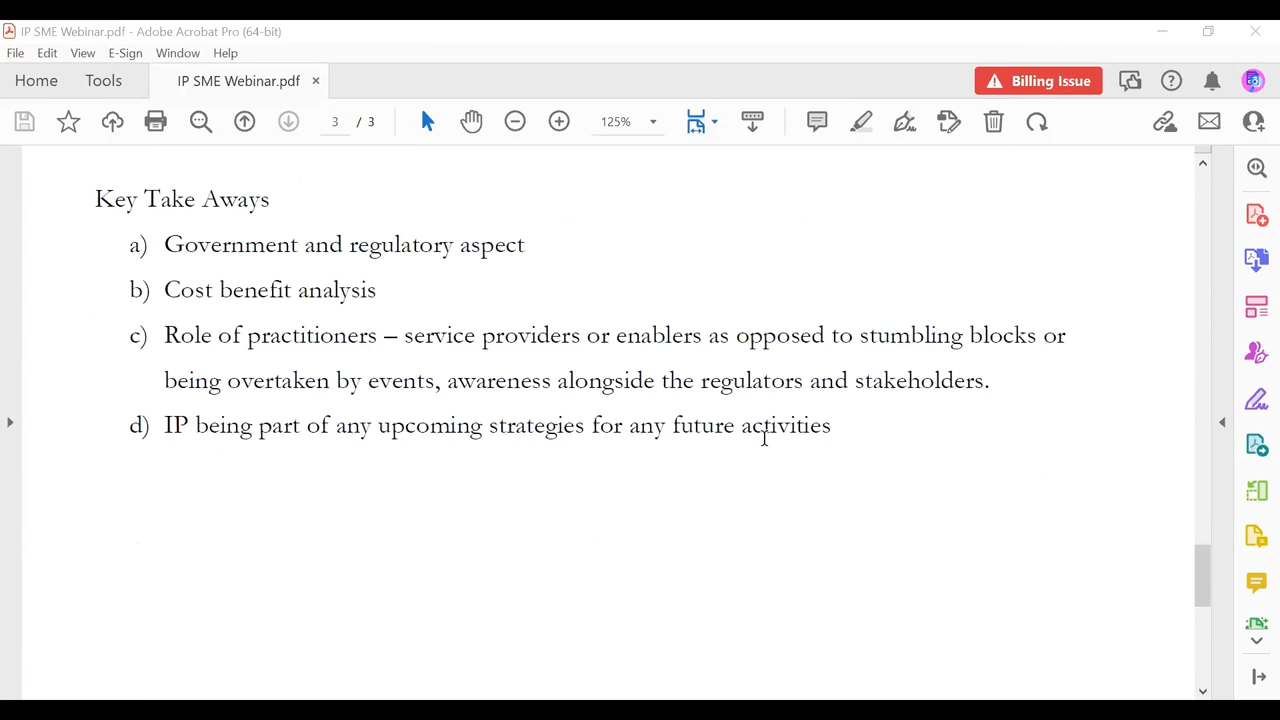 IP SME Webinar.pdf - Adobe Acrobat Pro (64-bit)
File Edit View E-Sign Window Help
Home Tools IP SME Webinar.pdf × Billing Issue
3 / 3 125%
Key Take Aways
a) Government and regulatory aspect
b) Cost benefit analysis
c) Role of practitioners – service providers or enablers as opposed to stumbling blocks or
being overtaken by events, awareness alongside the regulators and stakeholders.
d) IP being part of any upcoming strategies for any future activities